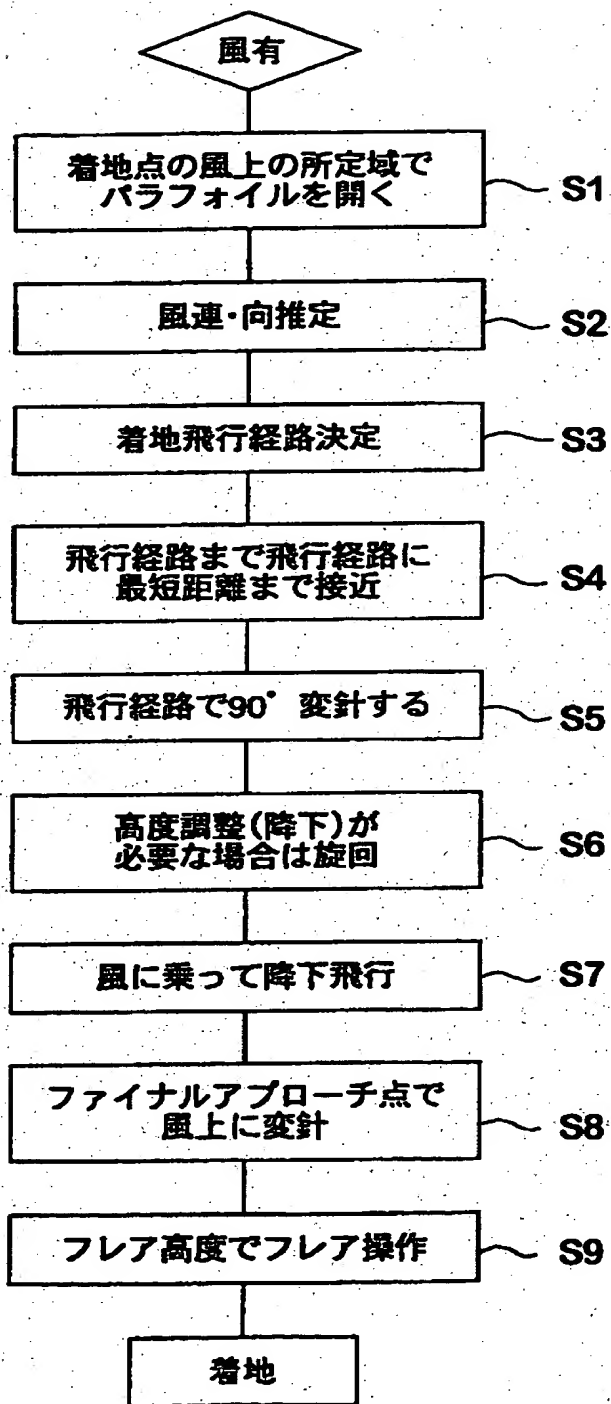 風有
着地点の風上の所定域で
パラフォイルを開く
S1
風連・向推定
S2
着地飛行経路決定
S3
飛行経路まで飛行経路に
最短距離まで接近
S4
飛行経路で90°変針する
S5
高度調整(降下)が
必要な場合は旋回
S6
風に乗って降下飛行
S7
ファイナルアプローチ点で
風上に変針
S8
フレア高度でフレア操作
S9
着地